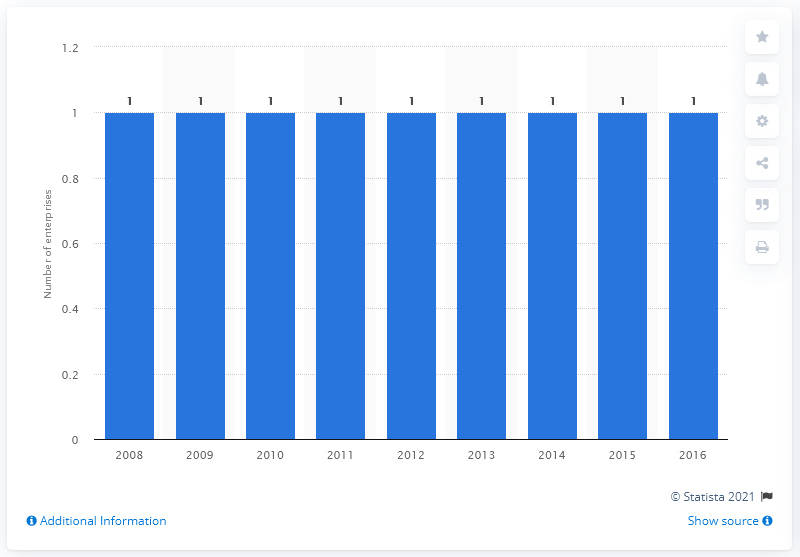 1.2
1 1 1 1 1 1 1 1 1
1
0.8
0.6
0.4
0.2
0
Number of enterprises
2008 2009 2010 2011 2012 2013 2014 2015 2016
© Statista 2021
Additional Information
Show source